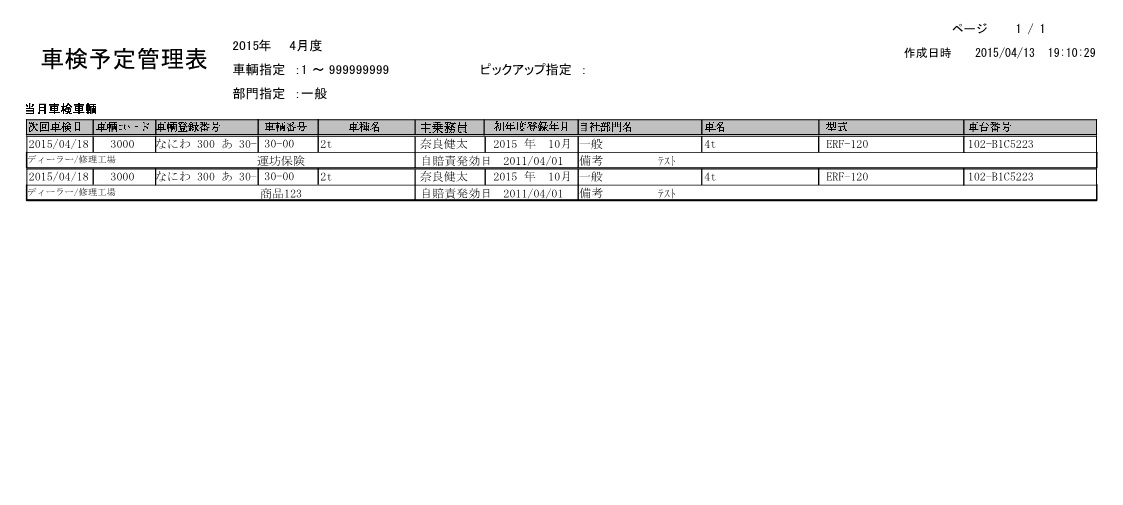 ページ 1 / 1
車検予定管理表 2015年 4月度 作成日時 2015/04/13 19:10:29
車輌指定 :1 ～ 999999999 ピックアップ指定 :
部門指定 :一般
当月車検車輌
次回車検日 車輌コード 車輌登録番号 車輌番号 車種名 主乗務員 初年度登録年月 自社部門名 車名 型式 車台番号
2015/04/18 3000 なにわ 300 あ 30- 30-00 2t 奈良健太 2015 年 10月 一般 4t ERF-120 102-B1C5223
ディーラー/修理工場 運坊保険 自賠責発効日 2011/04/01 備考 テスト
2015/04/18 3000 なにわ 300 あ 30- 30-00 2t 奈良健太 2015 年 10月 一般 4t ERF-120 102-B1C5223
ディーラー/修理工場 商品123 自賠責発効日 2011/04/01 備考 テスト